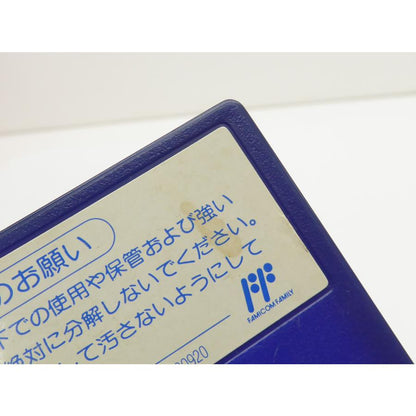 のお願い
での使用や保管および強い
絶対に分解しないでください。
て汚さないようにして
FAMICOM FAMILY
00920